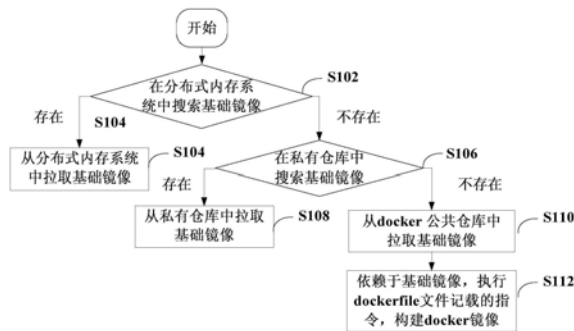 开始
在分布式内存系
统中搜索基础镜像
S102
存在
S104
不存在
从分布式内存系统
中拉取基础镜像
S104
在私有仓库中
搜索基础镜像
S106
存在
不存在
从私有仓库中拉取
基础镜像
S108
从docker 公共仓库中
拉取基础镜像
S110
依赖于基础镜像，执行
dockerfile文件记载的指
令，构建docker镜像
S112